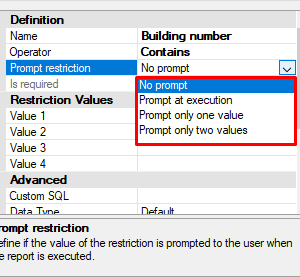 Definition
Name Building number
Operator Contains
Prompt restriction No prompt
Is required No prompt
Prompt at execution
Restriction Values
Value 1 Prompt only one value
Value 2 Prompt only two values
Value 3
Value 4
Advanced
Custom SQL
Data Type Default
rompt restriction
efine if the value of the restriction is prompted to the user when
e report is executed.